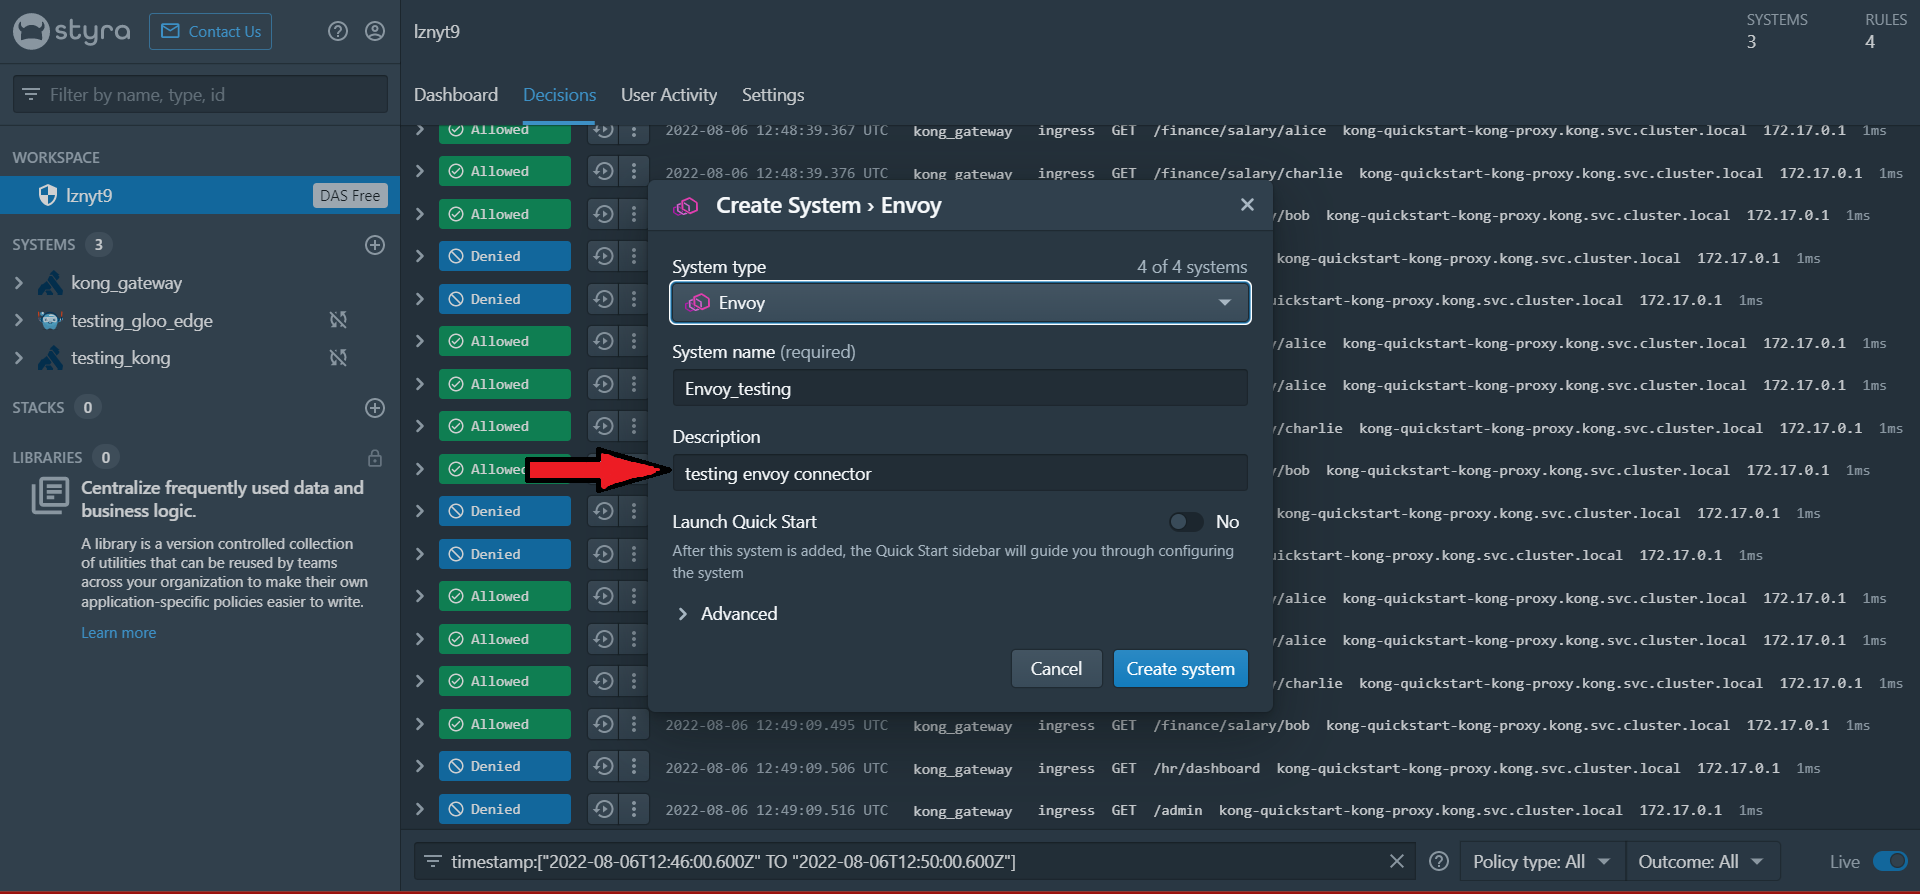 styra
Contact Us
Filter by name, type, id
WORKSPACE
lznyt9
DAS Free
SYSTEMS 3
kong_gateway
testing_gloo_edge
testing_kong
STACKS 0
LIBRARIES 0
Centralize frequently used data and
business logic.
A library is a version controlled collection
of utilities that can be reused by teams
across your organization to make their own
application-specific policies easier to write.
Learn more
lznyt9
SYSTEMS
3
RULES
4
Dashboard Decisions User Activity Settings
Allowed 2022-08-06 12:48:39.367 UTC kong_gateway ingress GET /finance/salary/alice kong-quickstart-kong-proxy.kong.svc.cluster.local 172.17.0.1 1ms
Allowed 2022-08-06 12:48:39.376 UTC kong_gateway ingress GET /finance/salary/charlie kong-quickstart-kong-proxy.kong.svc.cluster.local 172.17.0.1 1ms
Allowed /bob kong-quickstart-kong-proxy.kong.svc.cluster.local 172.17.0.1 1ms
Denied kong-quickstart-kong-proxy.kong.svc.cluster.local 172.17.0.1 1ms
Denied uickstart-kong-proxy.kong.svc.cluster.local 172.17.0.1 1ms
Allowed /alice kong-quickstart-kong-proxy.kong.svc.cluster.local 172.17.0.1 1ms
Allowed /alice kong-quickstart-kong-proxy.kong.svc.cluster.local 172.17.0.1 1ms
Allowed /charlie kong-quickstart-kong-proxy.kong.svc.cluster.local 172.17.0.1 1ms
Allowed /bob kong-quickstart-kong-proxy.kong.svc.cluster.local 172.17.0.1 1ms
Denied kong-quickstart-kong-proxy.kong.svc.cluster.local 172.17.0.1 1ms
Denied uickstart-kong-proxy.kong.svc.cluster.local 172.17.0.1 1ms
Allowed /alice kong-quickstart-kong-proxy.kong.svc.cluster.local 172.17.0.1 1ms
Allowed /alice kong-quickstart-kong-proxy.kong.svc.cluster.local 172.17.0.1 1ms
Allowed /charlie kong-quickstart-kong-proxy.kong.svc.cluster.local 172.17.0.1 1ms
Allowed 2022-08-06 12:49:09.495 UTC kong_gateway ingress GET /finance/salary/bob kong-quickstart-kong-proxy.kong.svc.cluster.local 172.17.0.1 1ms
Denied 2022-08-06 12:49:09.506 UTC kong_gateway ingress GET /hr/dashboard kong-quickstart-kong-proxy.kong.svc.cluster.local 172.17.0.1 1ms
Denied 2022-08-06 12:49:09.516 UTC kong_gateway ingress GET /admin kong-quickstart-kong-proxy.kong.svc.cluster.local 172.17.0.1 1ms
Create System › Envoy
System type 4 of 4 systems
Envoy
System name (required)
Envoy_testing
Description
testing envoy connector
Launch Quick Start No
After this system is added, the Quick Start sidebar will guide you through configuring
the system
Advanced
Cancel Create system
timestamp:["2022-08-06T12:46:00.600Z" TO "2022-08-06T12:50:00.600Z"]
Policy type: All Outcome: All Live